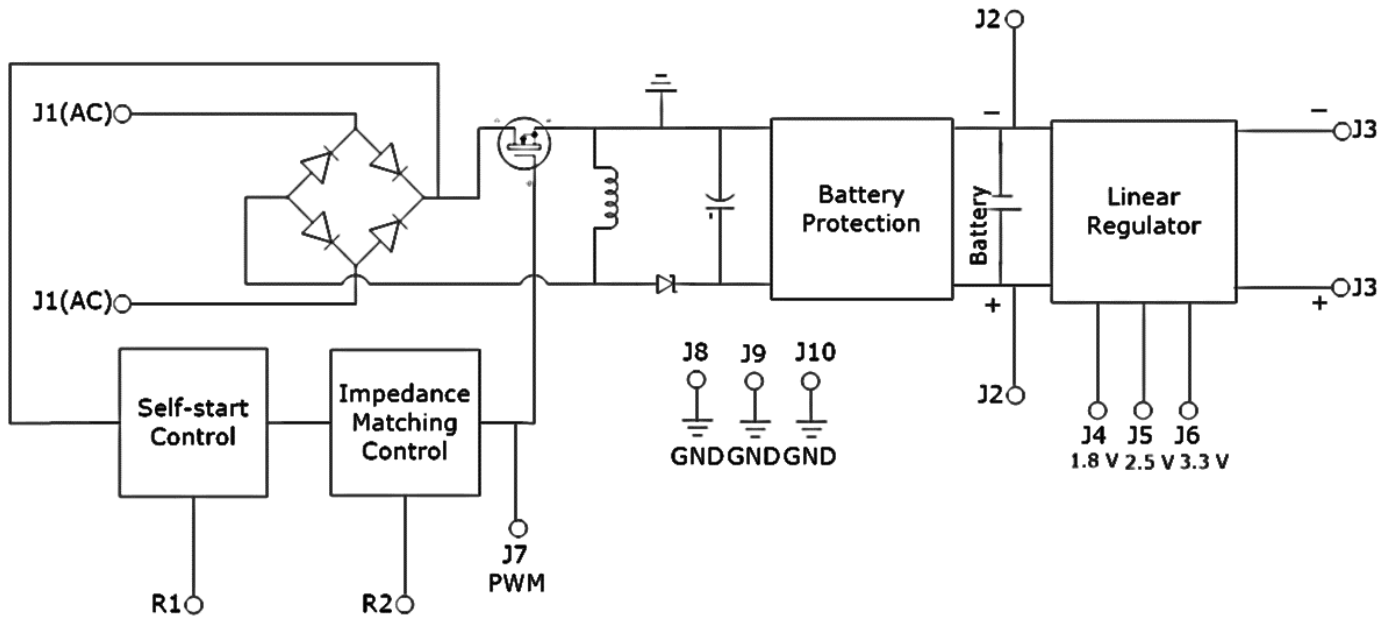 J2
J1(AC)
− J3
Battery
Protection
−
Battery
Linear
Regulator
J1(AC)
+
+ J3
J8 J9 J10
GND GND GND
J2
Self-start
Control
Impedance
Matching
Control
J4 J5 J6
1.8 V 2.5 V 3.3 V
J7
PWM
R1
R2